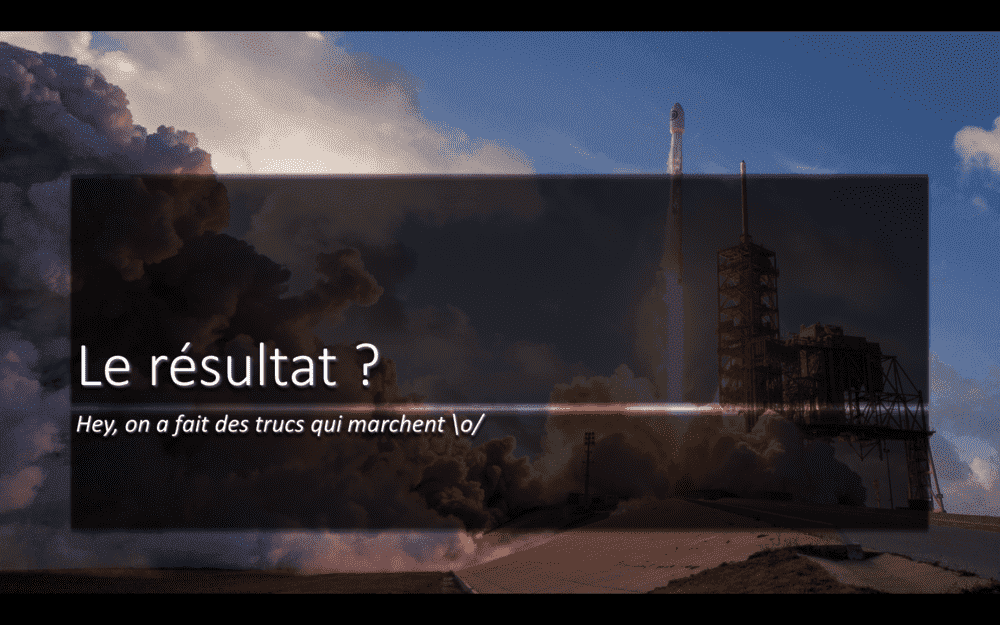 Le résultat ?
Hey, on a fait des trucs qui marchent \o/